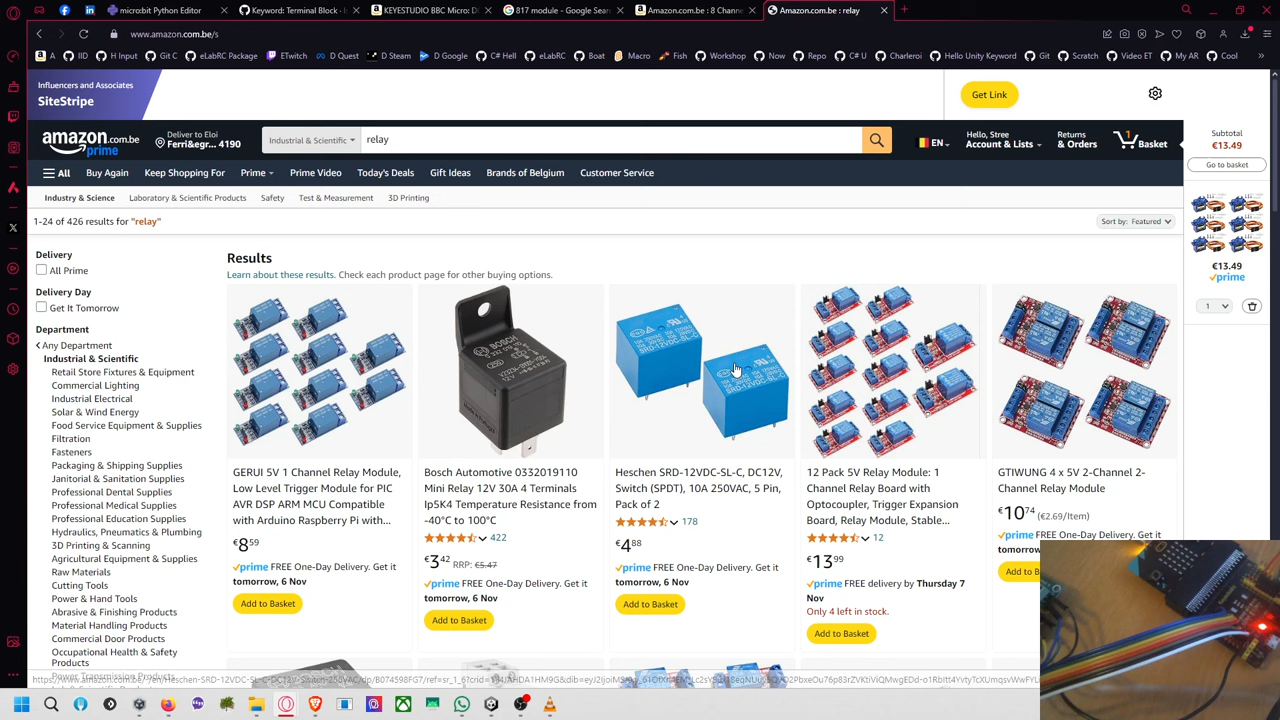 microbit Python Editor
Keyword: Terminal Block · I
KEYESTUDIO BBC Micro:
817 module - Google Sear
Amazon.com.be : 8 Channe
Amazon.com.be : relay
www.amazon.com.be/s
A
IID
H Input
Git C
eLabRC Package
ETwitch
D Quest
D Steam
D Google
C# Hell
eLabRC
Boat
Macro
Fish
Workshop
Now
Repo
C# U
Charleroi
Hello Unity Keyword
Git
Scratch
Video ET
My AR
Cool
Influencers and Associates
SiteStripe
Get Link
amazon.com.be
prime
Deliver to Eloi
Ferri&egr... 4190
Industrial & Scientific
relay
EN
Hello, Stree
Account & Lists
Returns
& Orders
1
Basket
Subtotal
€13.49
Go to basket
All
Buy Again
Keep Shopping For
Prime
Prime Video
Today's Deals
Gift Ideas
Brands of Belgium
Customer Service
Industry & Science
Laboratory & Scientific Products
Safety
Test & Measurement
3D Printing
1-24 of 426 results for "relay"
Sort by: Featured
€13.49
prime
1
Delivery
All Prime
Delivery Day
Get It Tomorrow
Department
Any Department
Industrial & Scientific
Retail Store Fixtures & Equipment
Commercial Lighting
Industrial Electrical
Solar & Wind Energy
Food Service Equipment & Supplies
Filtration
Fasteners
Packaging & Shipping Supplies
Janitorial & Sanitation Supplies
Professional Dental Supplies
Professional Medical Supplies
Professional Education Supplies
Hydraulics, Pneumatics & Plumbing
3D Printing & Scanning
Agricultural Equipment & Supplies
Raw Materials
Cutting Tools
Power & Hand Tools
Abrasive & Finishing Products
Material Handling Products
Commercial Door Products
Occupational Health & Safety
Products
Power Transmission Products
Results
Learn about these results. Check each product page for other buying options.
GERUI 5V 1 Channel Relay Module,
Low Level Trigger Module for PIC
AVR DSP ARM MCU Compatible
with Arduino Raspberry Pi with...
€859
prime FREE One-Day Delivery. Get it
tomorrow, 6 Nov
Add to Basket
BOSCH
Bosch Automotive 0332019110
Mini Relay 12V 30A 4 Terminals
Ip5K4 Temperature Resistance from
-40°C to 100°C
422
€342 RRP: €5.47
prime FREE One-Day Delivery. Get it
tomorrow, 6 Nov
Add to Basket
SRD-12VDC-SL-C
SRD-12VDC-SL-C
Heschen SRD-12VDC-SL-C, DC12V,
Switch (SPDT), 10A 250VAC, 5 Pin,
Pack of 2
178
€488
prime FREE One-Day Delivery. Get it
tomorrow, 6 Nov
Add to Basket
12 Pack 5V Relay Module: 1
Channel Relay Board with
Optocoupler, Trigger Expansion
Board, Relay Module, Stable...
12
€1399
prime FREE delivery by Thursday 7
Nov
Only 4 left in stock.
Add to Basket
GTIWUNG 4 x 5V 2-Channel 2-
Channel Relay Module
€1074 (€2.69/Item)
prime FREE One-Day Delivery. Get it
tomorro
Add to B